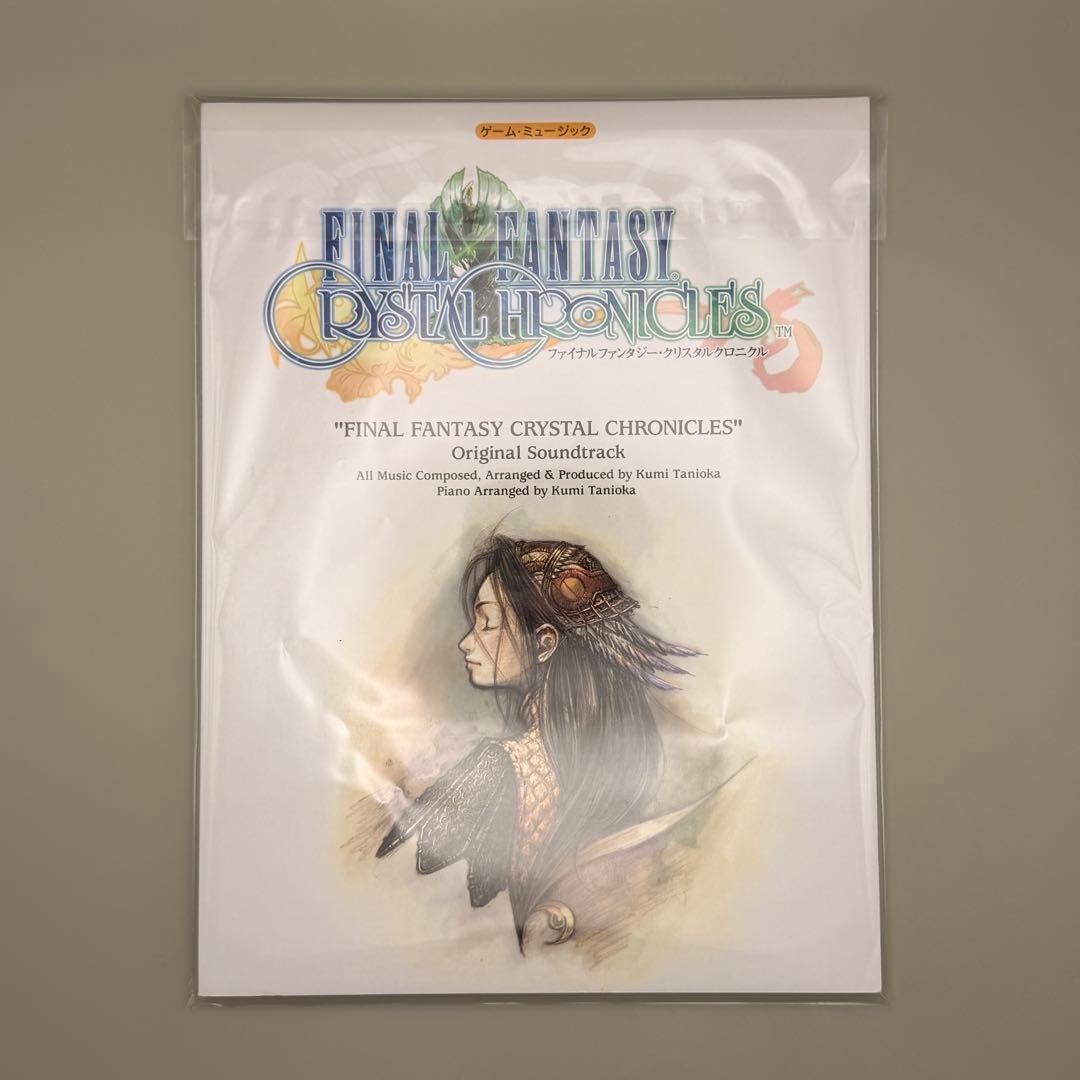 ゲーム・ミュージック
FINAL FANTASY®
CRYSTAL CHRONICLES™
ファイナルファンタジー・クリスタルクロニクル
"FINAL FANTASY CRYSTAL CHRONICLES"
Original Soundtrack
All Music Composed, Arranged & Produced by Kumi Tanioka
Piano Arranged by Kumi Tanioka